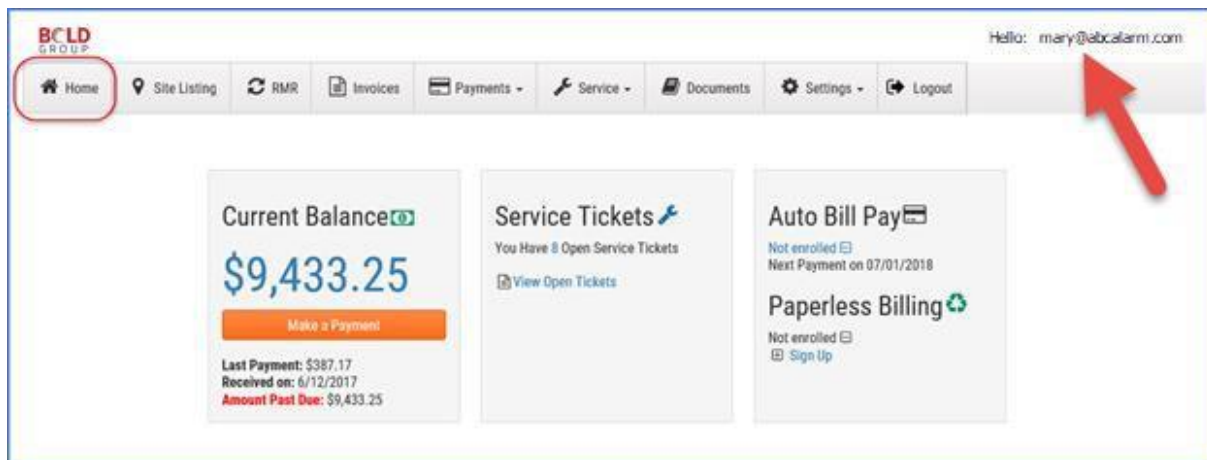 BOLD
GROUP
Hello: mary@abcalarm.com
Home Site Listing RMR Invoices Payments Service Documents Settings Logout
Current Balance
$9,433.25
Make a Payment
Last Payment: $387.17
Received on: 6/12/2017
Amount Past Due: $9,433.25
Service Tickets
You Have 8 Open Service Tickets
View Open Tickets
Auto Bill Pay
Not enrolled
Next Payment on 07/01/2018
Paperless Billing
Not enrolled
Sign Up